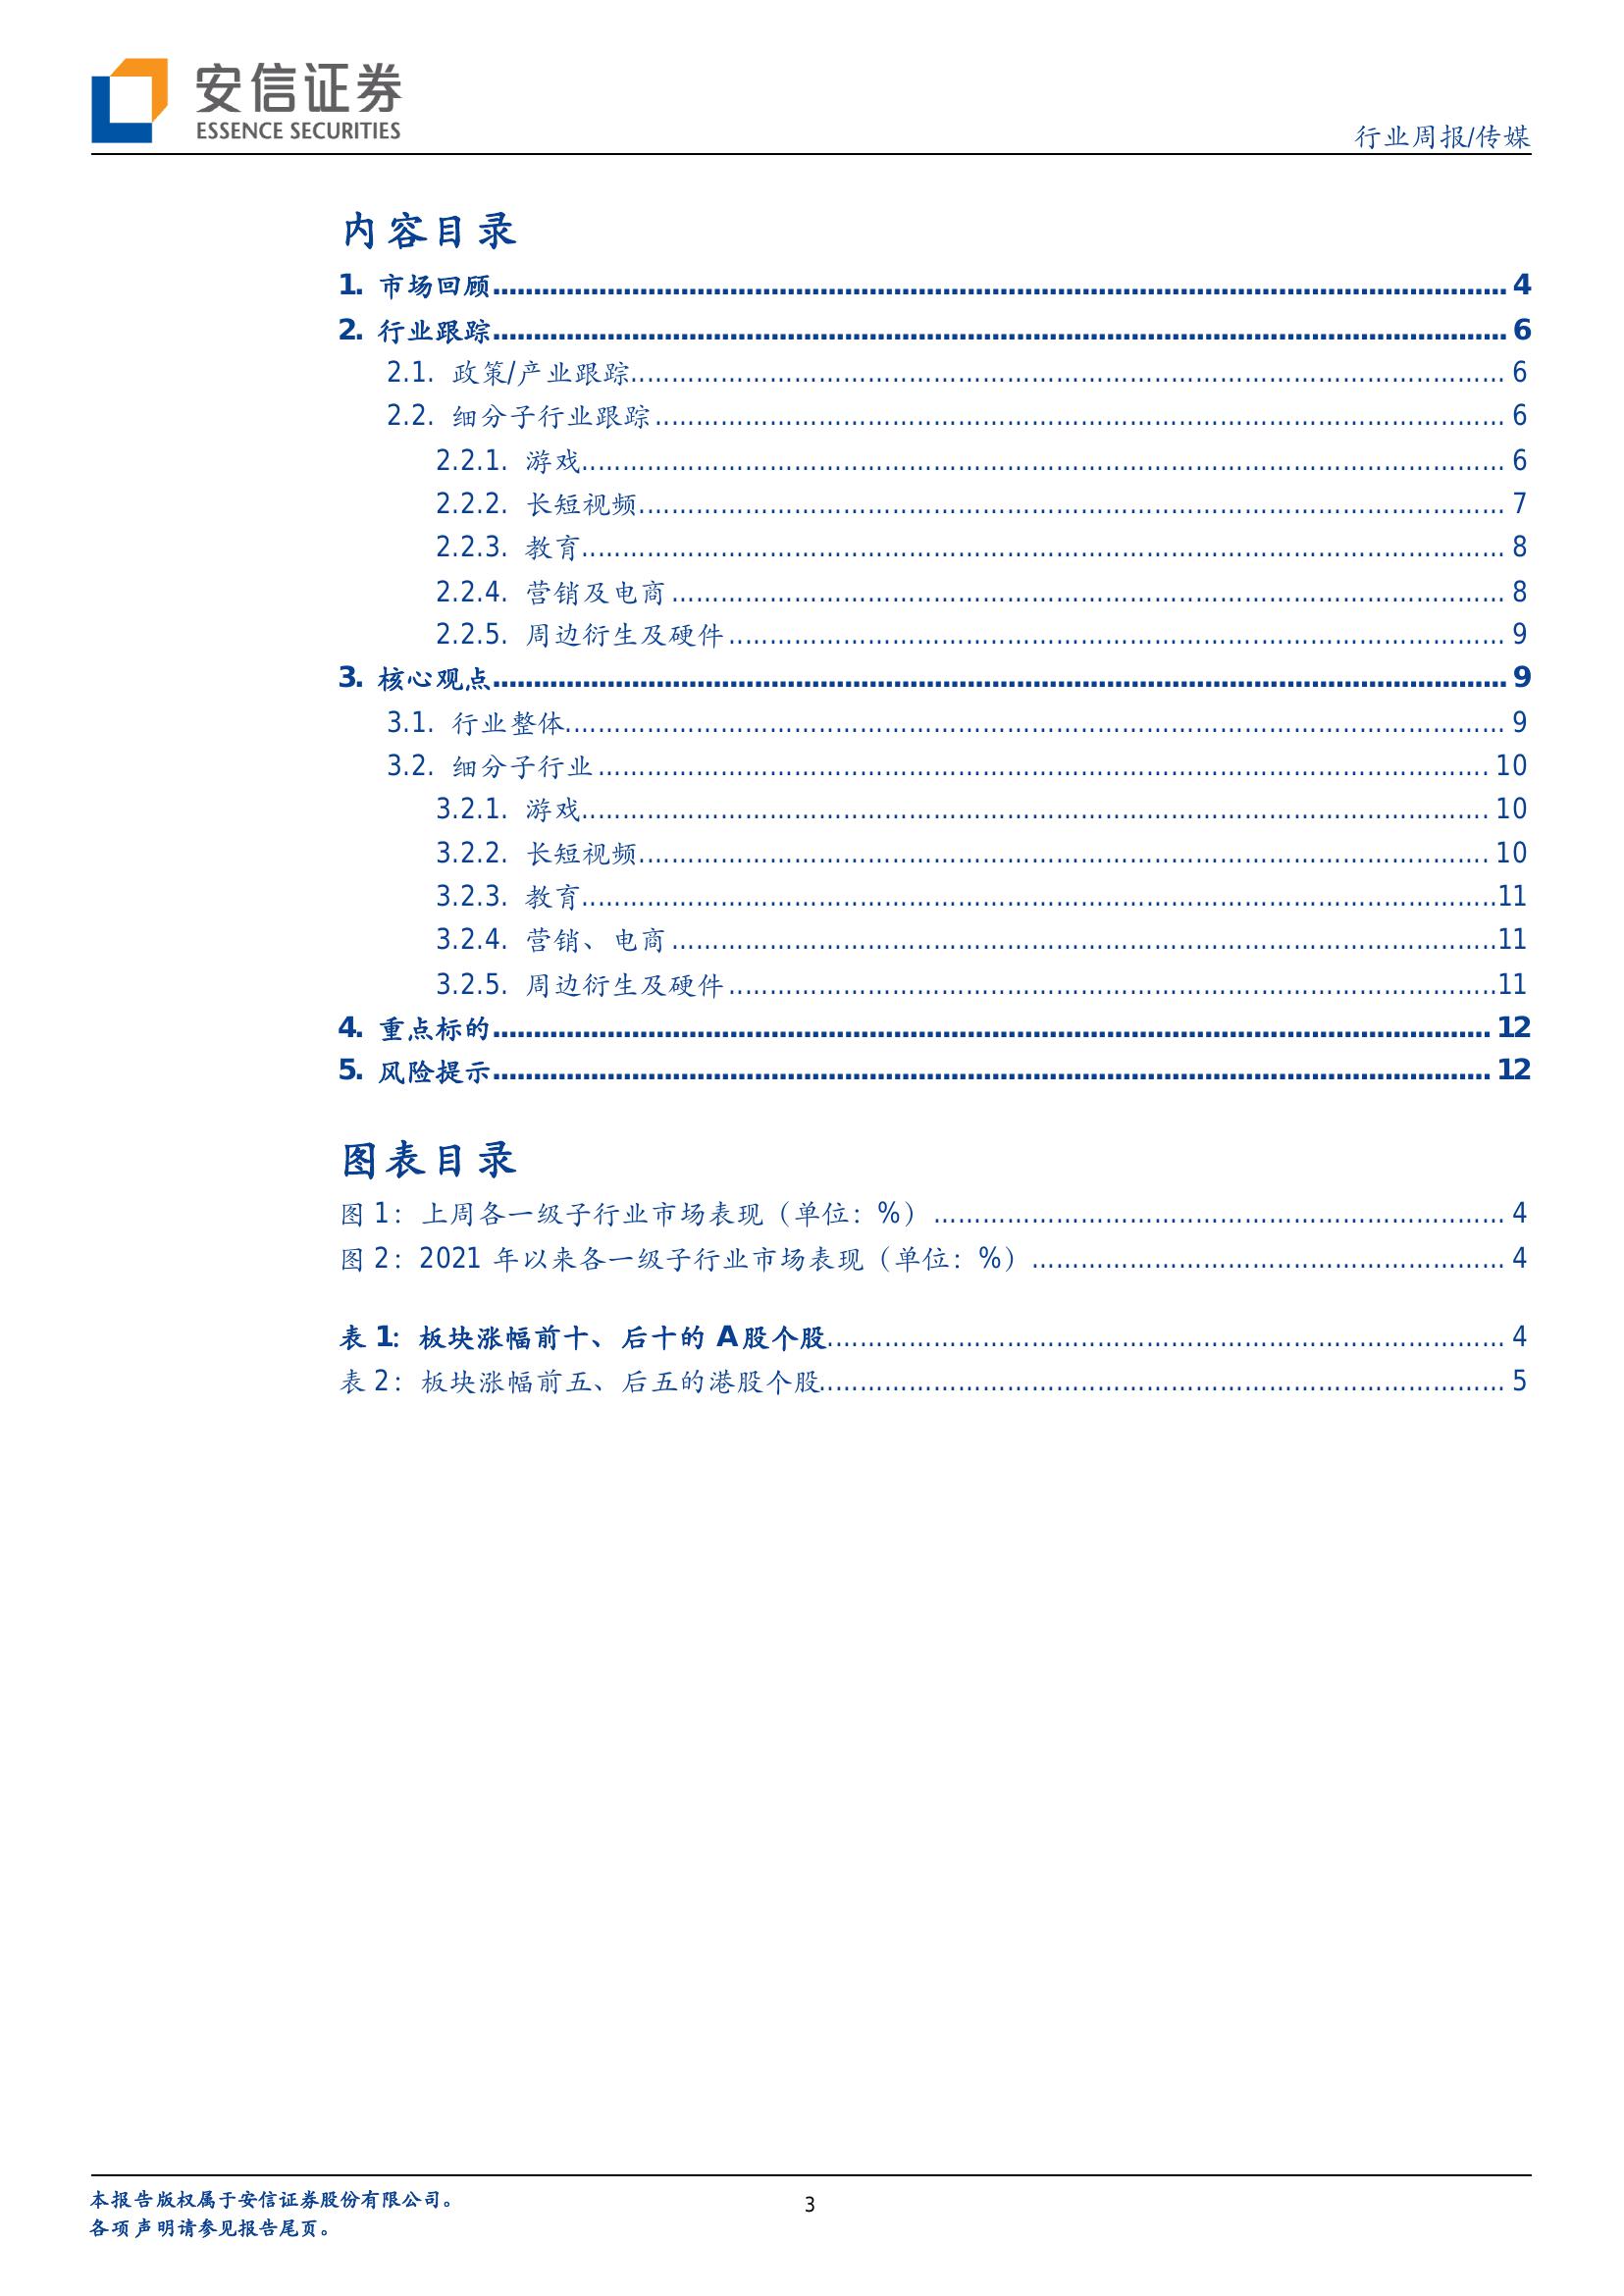 安信证券
ESSENCE SECURITIES
行业周报/传媒
内容目录
1. 市场回顾 4
2. 行业跟踪 6
2.1. 政策/产业跟踪 6
2.2. 细分子行业跟踪 6
2.2.1. 游戏 6
2.2.2. 长短视频 7
2.2.3. 教育 8
2.2.4. 营销及电商 8
2.2.5. 周边衍生及硬件 9
3. 核心观点 9
3.1. 行业整体 9
3.2. 细分子行业 10
3.2.1. 游戏 10
3.2.2. 长短视频 10
3.2.3. 教育 11
3.2.4. 营销、电商 11
3.2.5. 周边衍生及硬件 11
4. 重点标的 12
5. 风险提示 12
图表目录
图 1：上周各一级子行业市场表现（单位：%） 4
图 2：2021 年以来各一级子行业市场表现（单位：%） 4
表 1：板块涨幅前十、后十的 A 股个股 4
表 2：板块涨幅前五、后五的港股个股 5
本报告版权属于安信证券股份有限公司。
各项声明请参见报告尾页。
3